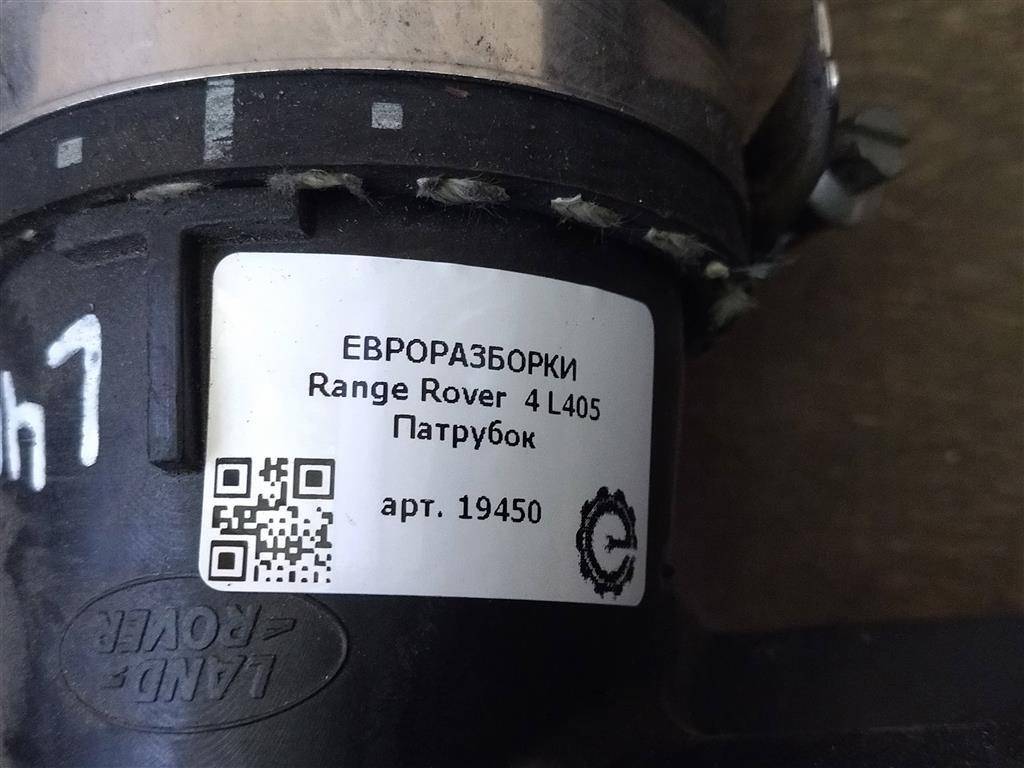 ЕВРОРАЗБОРКИ
Range Rover 4 L405
Патрубок
арт. 19450
LAND-
ROVER